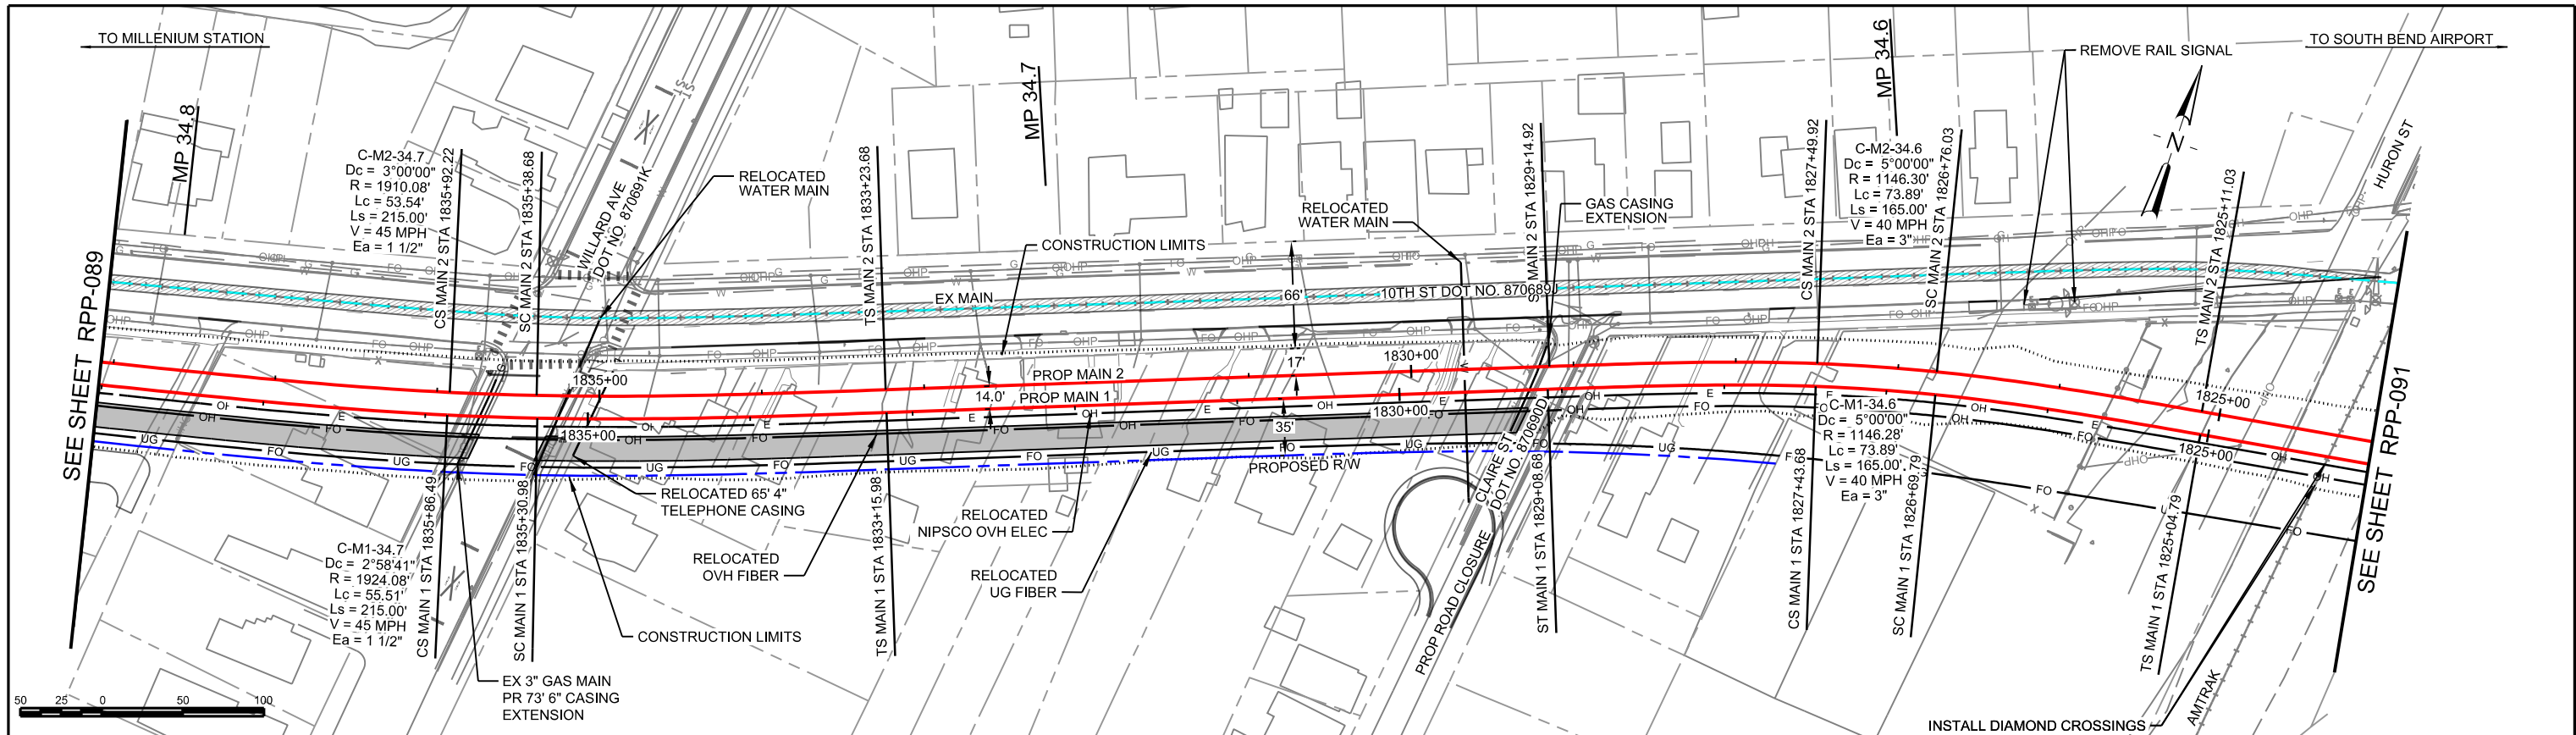 TO MILLENIUM STATION
MP 34.8
C-M2-34.7
Dc = 3°00'00"
R = 1910.08'
Lc = 53.54'
Ls = 215.00'
V = 45 MPH
Ea = 1 1/2"
CS MAIN 2 STA 1835+92.22
SC MAIN 2 STA 1835+38.68
WILLARD AVE
DOT NO. 870691K
RELOCATED
WATER MAIN
TS MAIN 2 STA 1833+23.68
MP 34.7
CONSTRUCTION LIMITS
EX MAIN
66'
RELOCATED
WATER MAIN
10TH ST DOT NO. 870689J
ST MAIN 2 STA 1829+14.92
GAS CASING
EXTENSION
CS MAIN 2 STA 1827+49.92
MP 34.6
C-M2-34.6
Dc = 5°00'00"
R = 1146.30'
Lc = 73.89'
Ls = 165.00'
V = 40 MPH
Ea = 3"
SC MAIN 2 STA 1826+76.03
REMOVE RAIL SIGNAL
N
TS MAIN 2 STA 1825+11.03
TO SOUTH BEND AIRPORT
HURON ST
SEE SHEET RPP-089
SEE SHEET RPP-091
1835+00
1835+00
PROP MAIN 2
14.0'
PROP MAIN 1
17'
35'
1830+00
1830+00
1825+00
1825+00
PROPOSED R/W
C-M1-34.7
Dc = 2°58'41"
R = 1924.08'
Lc = 55.51'
Ls = 215.00'
V = 45 MPH
Ea = 1 1/2"
CS MAIN 1 STA 1835+86.49
SC MAIN 1 STA 1835+30.98
RELOCATED 65' 4"
TELEPHONE CASING
RELOCATED
OVH FIBER
TS MAIN 1 STA 1833+15.98
RELOCATED
NIPSCO OVH ELEC
RELOCATED
UG FIBER
CONSTRUCTION LIMITS
EX 3" GAS MAIN
PR 73' 6" CASING
EXTENSION
PROP ROAD CLOSURE
CLAIRE ST
DOT NO. 870690D
ST MAIN 1 STA 1829+08.68
CS MAIN 1 STA 1827+43.68
C-M1-34.6
Dc = 5°00'00"
R = 1146.28'
Lc = 73.89'
Ls = 165.00'
V = 40 MPH
Ea = 3"
SC MAIN 1 STA 1826+69.79
TS MAIN 1 STA 1825+04.79
INSTALL DIAMOND CROSSINGS
AMTRAK
50 25 0 50 100